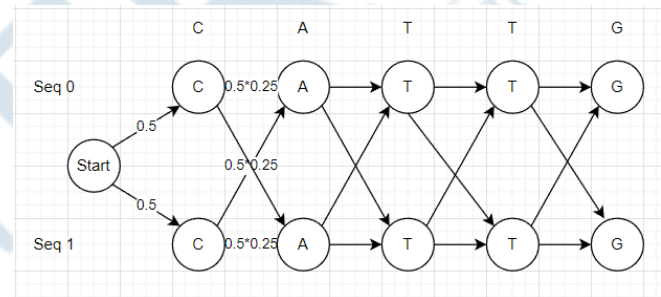 C A T T G
Seq 0 C 0.5*0.25 A T T G
0.5
Start 0.5*0.25
0.5
Seq 1 C 0.5*0.25 A T T G